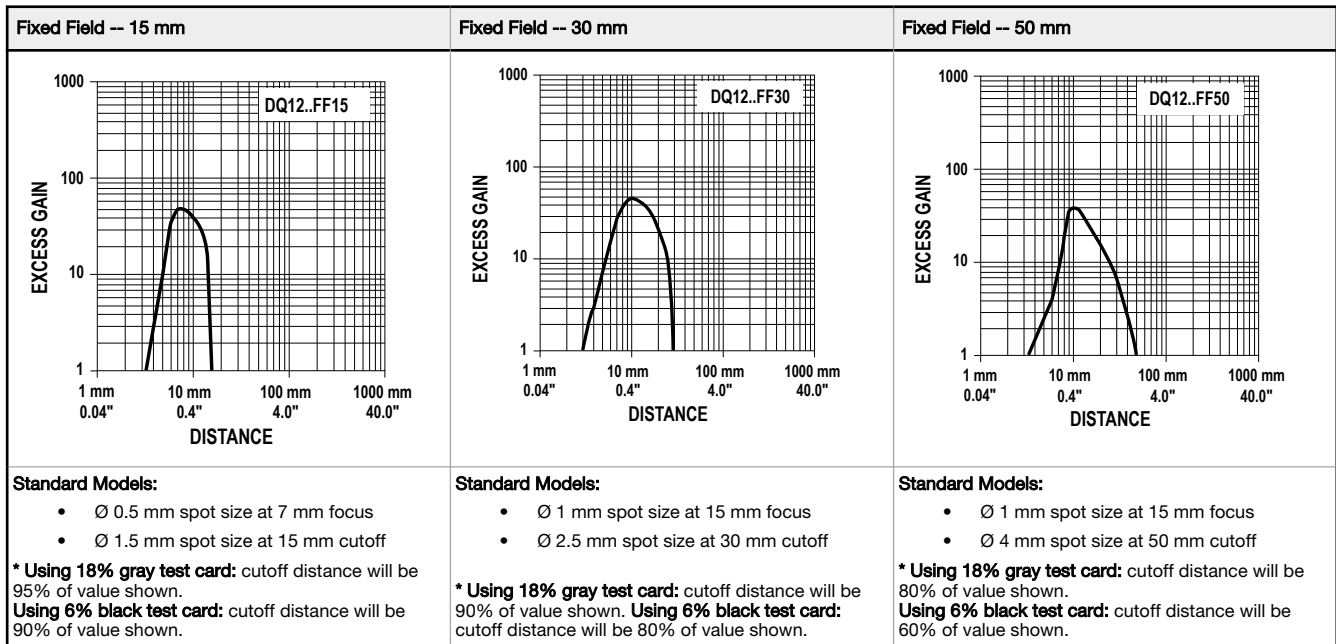 Fixed Field -- 15 mm
1000
DQ12..FF15
100
EXCESS GAIN
10
1
1 mm
0.04"
10 mm
0.4"
100 mm
4.0"
1000 mm
40.0"
DISTANCE
Standard Models:
• Ø 0.5 mm spot size at 7 mm focus
• Ø 1.5 mm spot size at 15 mm cutoff
* Using 18% gray test card: cutoff distance will be
95% of value shown.
Using 6% black test card: cutoff distance will be
90% of value shown.
Fixed Field -- 30 mm
1000
DQ12..FF30
100
EXCESS GAIN
10
1
1 mm
0.04"
10 mm
0.4"
100 mm
4.0"
1000 mm
40.0"
DISTANCE
Standard Models:
• Ø 1 mm spot size at 15 mm focus
• Ø 2.5 mm spot size at 30 mm cutoff
* Using 18% gray test card: cutoff distance will be
90% of value shown. Using 6% black test card:
cutoff distance will be 80% of value shown.
Fixed Field -- 50 mm
1000
DQ12..FF50
100
EXCESS GAIN
10
1
1 mm
0.04"
10 mm
0.4"
100 mm
4.0"
1000 mm
40.0"
DISTANCE
Standard Models:
• Ø 1 mm spot size at 15 mm focus
• Ø 4 mm spot size at 50 mm cutoff
* Using 18% gray test card: cutoff distance will be
80% of value shown.
Using 6% black test card: cutoff distance will be
60% of value shown.